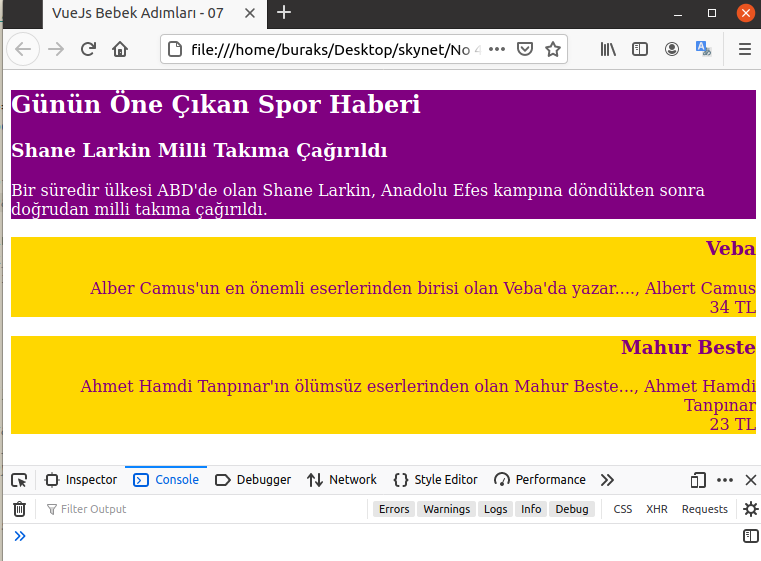 VueJs Bebek Adımları - 07
file:///home/buraks/Desktop/skynet/No
Günün Öne Çıkan Spor Haberi
Shane Larkin Milli Takıma Çağırıldı
Bir süredir ülkesi ABD'de olan Shane Larkin, Anadolu Efes kampına döndükten sonra
doğrudan milli takıma çağırıldı.
Veba
Alber Camus'un en önemli eserlerinden birisi olan Veba'da yazar...., Albert Camus
34 TL
Mahur Beste
Ahmet Hamdi Tanpınar'ın ölümsüz eserlerinden olan Mahur Beste..., Ahmet Hamdi
Tanpınar
23 TL
Inspector Console Debugger Network Style Editor Performance
Filter Output Errors Warnings Logs Info Debug CSS XHR Requests